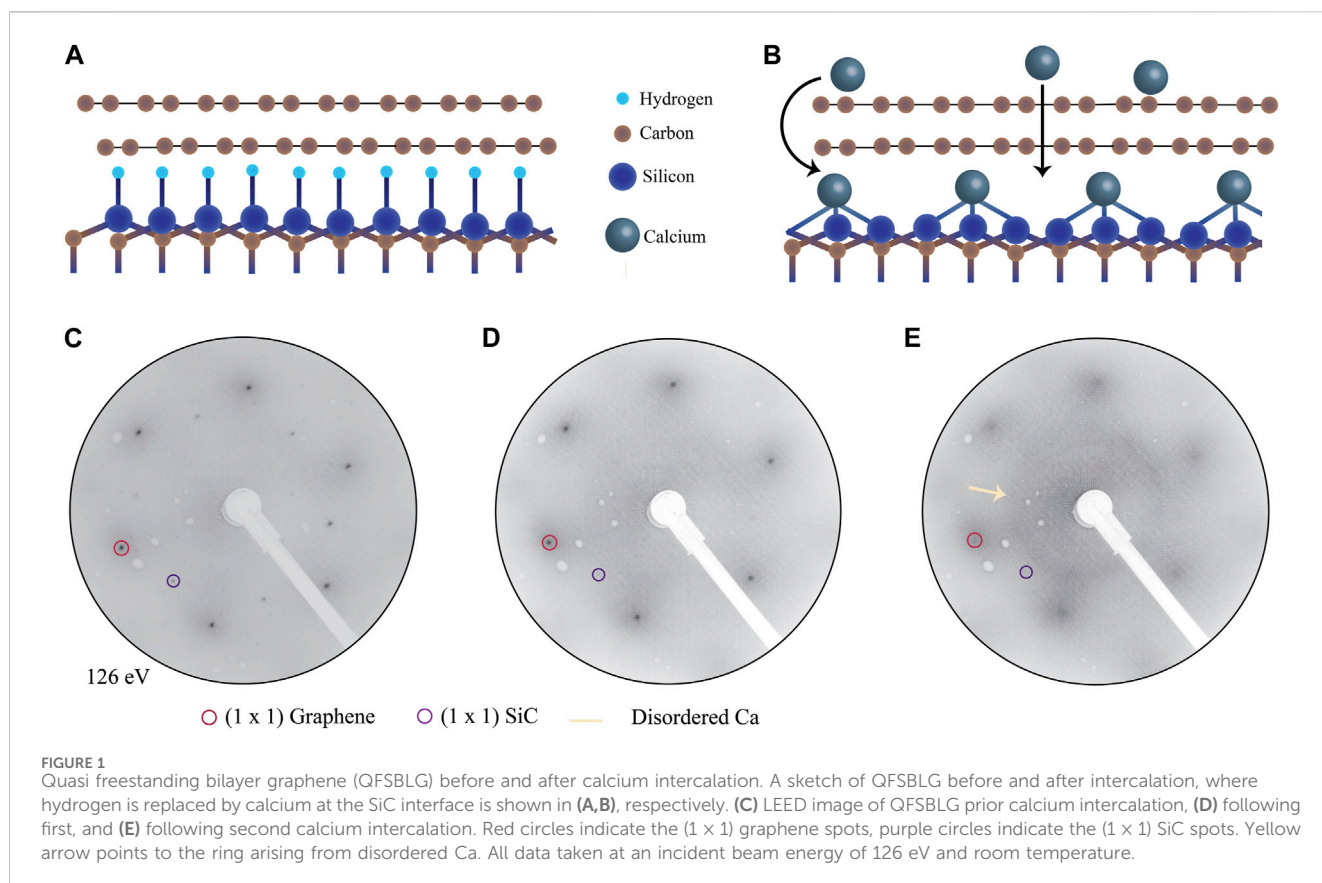 A
B
Hydrogen
Carbon
Silicon
Calcium
C
D
E
126 eV
(1 x 1) Graphene
(1 x 1) SiC
Disordered Ca
FIGURE 1
Quasi freestanding bilayer graphene (QFSBLG) before and after calcium intercalation. A sketch of QFSBLG before and after intercalation, where
hydrogen is replaced by calcium at the SiC interface is shown in (A,B), respectively. (C) LEED image of QFSBLG prior calcium intercalation, (D) following
first, and (E) following second calcium intercalation. Red circles indicate the (1 × 1) graphene spots, purple circles indicate the (1 × 1) SiC spots. Yellow
arrow points to the ring arising from disordered Ca. All data taken at an incident beam energy of 126 eV and room temperature.